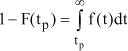 1 − F(t_p) = ∫_{t_p}^{∞} f(t)dt